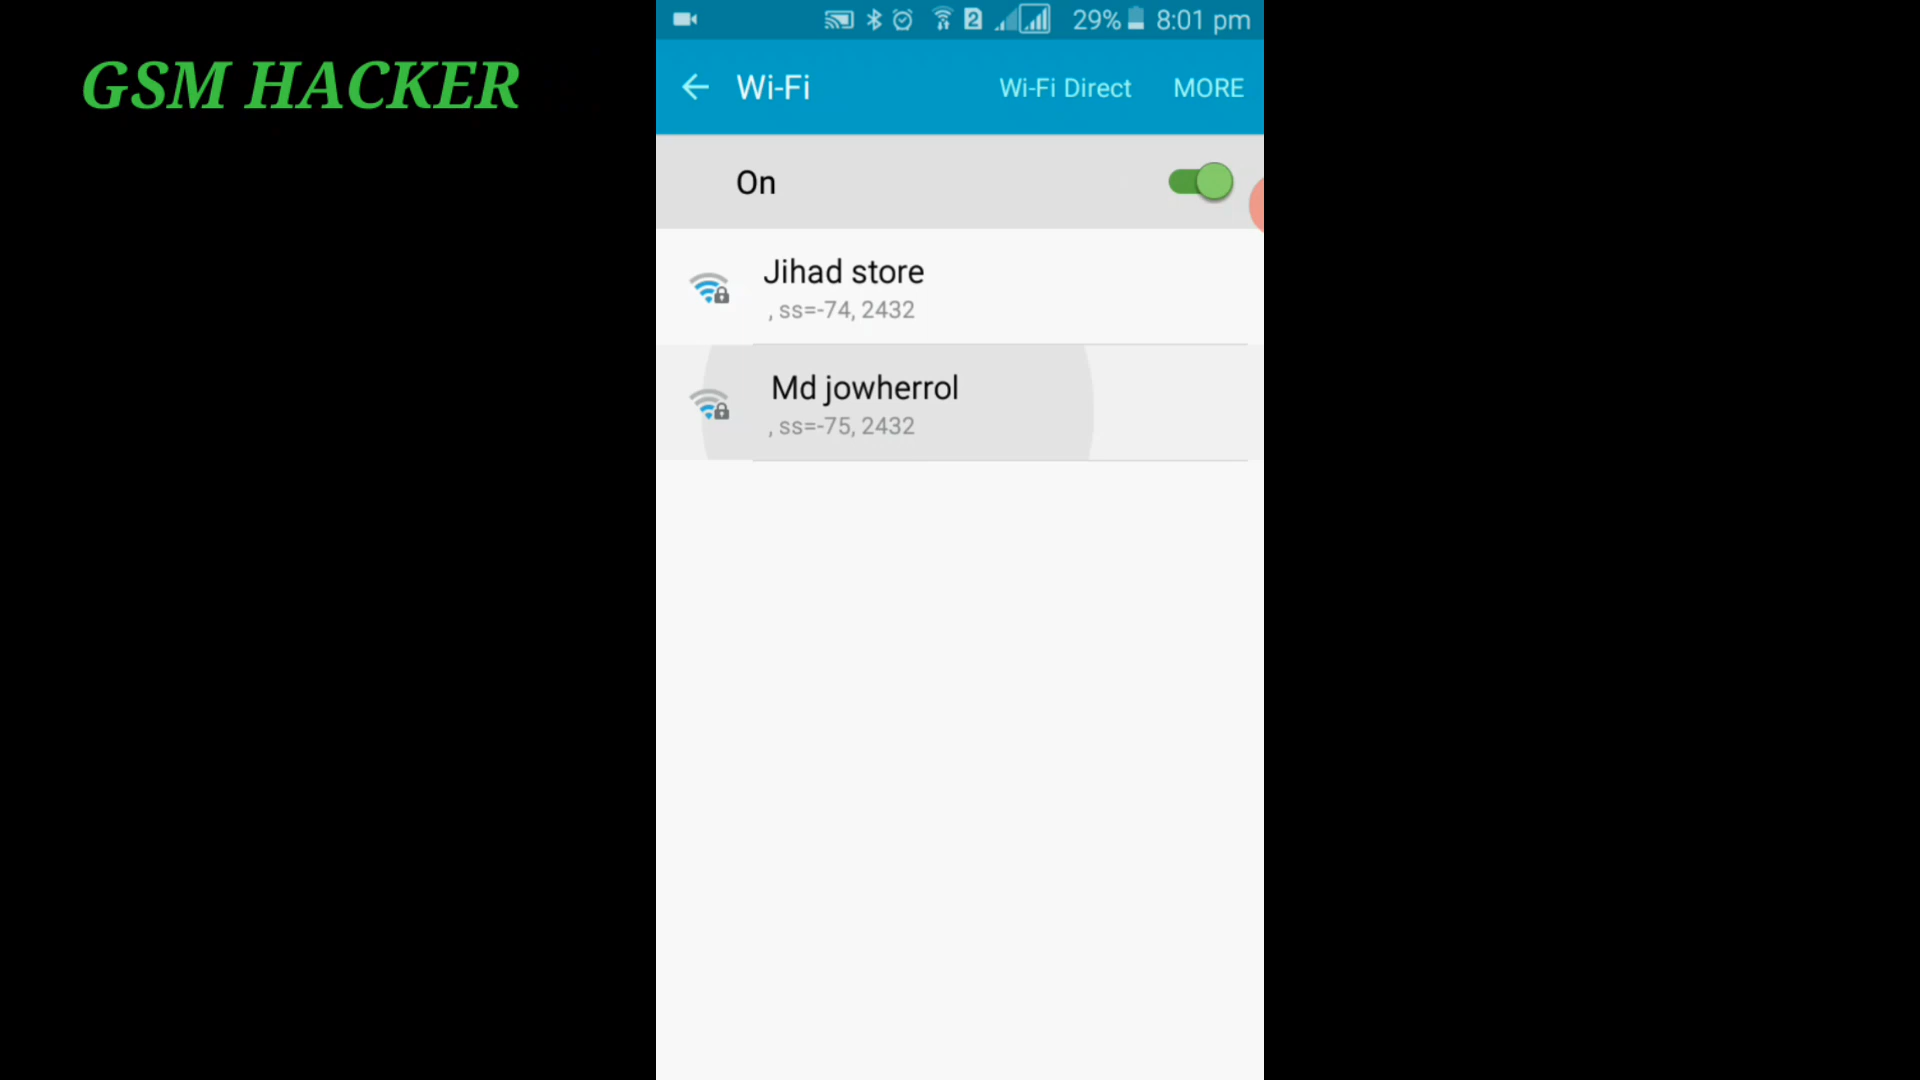 GSM HACKER
2 29% 8:01 pm
Wi-Fi Wi-Fi Direct MORE
On
Jihad store
, ss=-74, 2432
Md jowherrol
, ss=-75, 2432